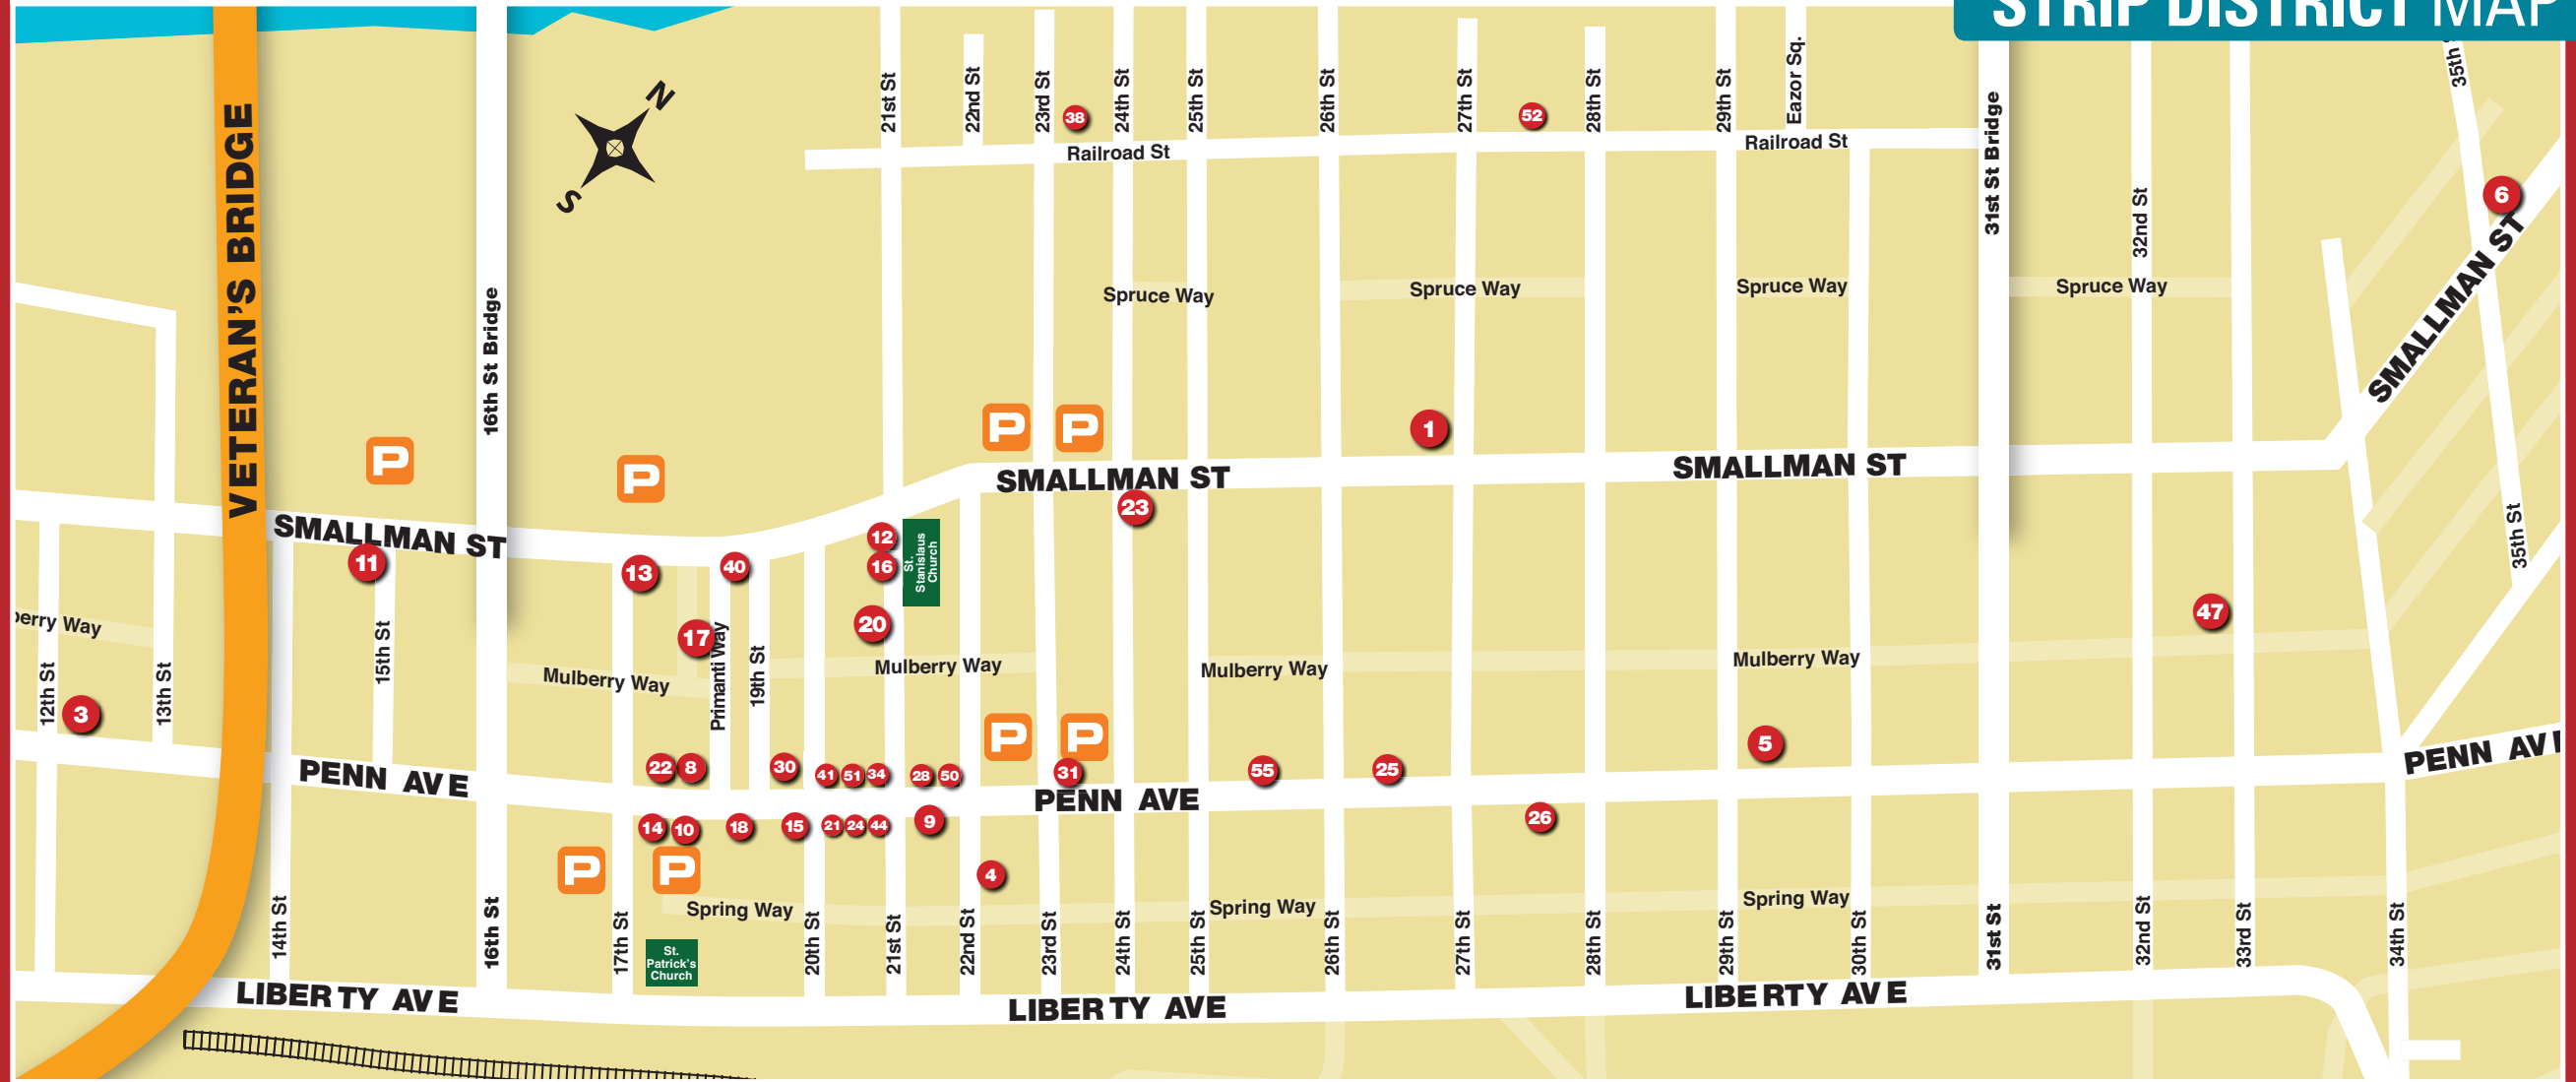 STRIP DISTRICT MAP
VETERAN'S BRIDGE
16th St Bridge
N
S
21st St
22nd St
23rd St
38
24th St
25th St
26th St
27th St
52
28th St
29th St
Eazor Sq.
31st St Bridge
32nd St
35th
6
Railroad St
Railroad St
Spruce Way
Spruce Way
Spruce Way
Spruce Way
SMALLMAN ST
P
P
P
P
1
SMALLMAN ST
SMALLMAN ST
SMALLMAN ST
23
11
13
40
12
16
St.
Stanislaus
Church
20
17
47
35th St
berry Way
12th St
3
13th St
15th St
Mulberry Way
Primanti Way
19th St
Mulberry Way
Mulberry Way
Mulberry Way
P
P
5
22
8
30
41
51
34
28
50
31
55
25
PENN AVE
PENN AVE
PENN AVE
14
10
18
15
21
24
44
9
26
P
P
4
Spring Way
Spring Way
Spring Way
14th St
16th St
17th St
St.
Patrick's
Church
20th St
21st St
22nd St
23rd St
24th St
25th St
26th St
27th St
28th St
29th St
30th St
31st St
32nd St
33rd St
34th St
LIBERTY AVE
LIBERTY AVE
LIBERTY AVE